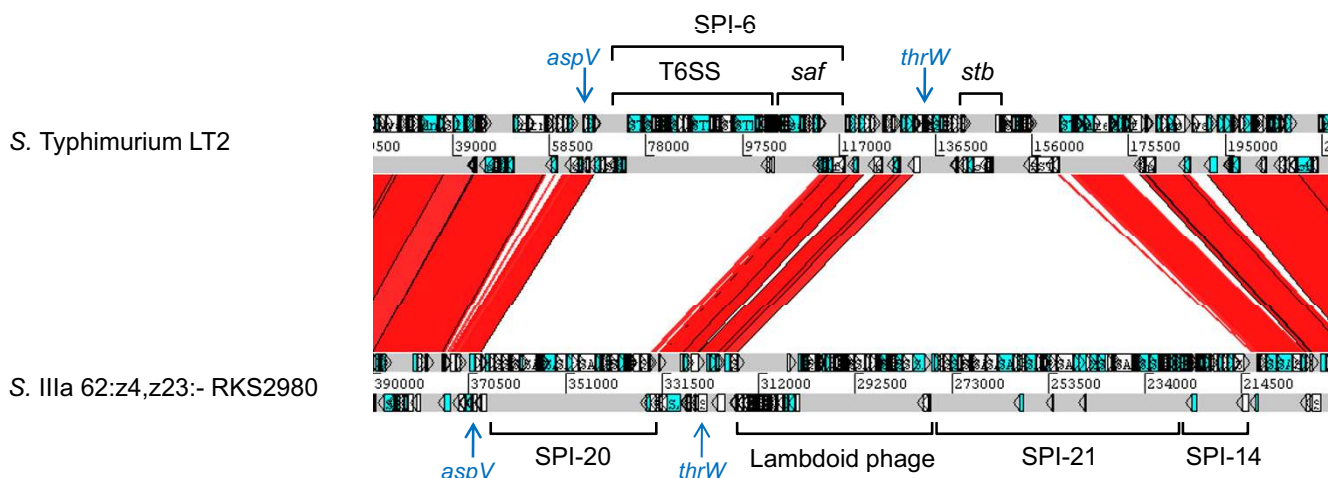 SPI-6
aspV T6SS saf thrW stb
S. Typhimurium LT2
39000 58500 78000 97500 117000 136500 156000 175500 195000
S. IIIa 62:z4,z23:- RKS2980
390000 370500 351000 331500 312000 292500 273000 253500 234000 214500
aspV SPI-20 thrW Lambdoid phage SPI-21 SPI-14